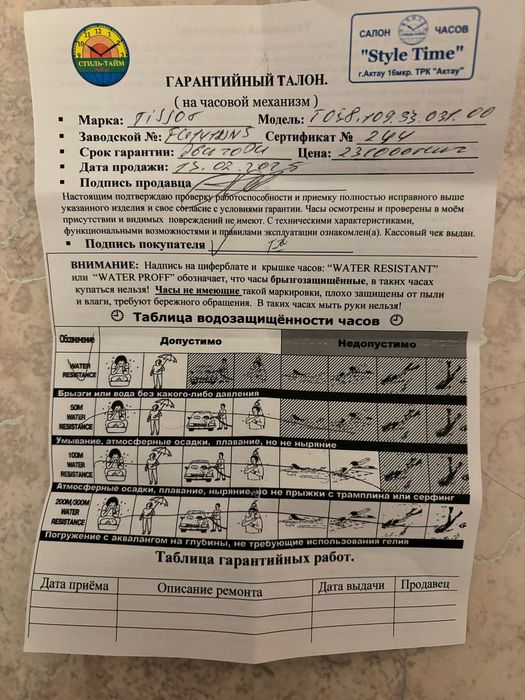 СТИЛЬ-ТАЙМ
САЛОН ЧАСОВ
"Style Time"
г.Актау 16мкр. ТРК "Актау"
ГАРАНТИЙНЫЙ ТАЛОН.
( на часовой механизм )
Марка: Tissot Модель: T058.109.33.031.00
Заводской №: Сертификат № 244
Срок гарантии: два года Цена: 231000
Дата продажи: 13.02.2025
Подпись продавца
Настоящим подтверждаю проверку работоспособности и приемку полностью исправного выше
указанного изделия и свое согласие с условиями гарантии. Часы осмотрены и проверены в моём
присутствии и видимых повреждений не имеют. С техническими характеристиками,
функциональными возможностями и правилами эксплуатации ознакомлен(а). Кассовый чек выдан.
Подпись покупателя
ВНИМАНИЕ: Надпись на циферблате и крышке часов: “WATER RESISTANT”
или “WATER PROFF” обозначает, что часы брызгозащищённые, в таких часах
купаться нельзя! Часы не имеющие такой маркировки, плохо защищены от пыли
и влаги, требуют бережного обращения. В таких часах мыть руки нельзя!
Таблица водозащищённости часов
Обозначение Допустимо Недопустимо
WATER
RESISTANCE
Брызги или вода без какого-либо давления
50M
WATER
RESISTANCE
Умывание, атмосферные осадки, плавание, но не ныряние
100M
WATER
RESISTANCE
Атмосферные осадки, плавание, ныряние, но не прыжки с трамплина или серфинг
200M/300M
WATER
RESISTANCE
Погружение с аквалангом на глубины, не требующие использования гелия
Таблица гарантийных работ.
Дата приёма Описание ремонта Дата выдачи Продавец